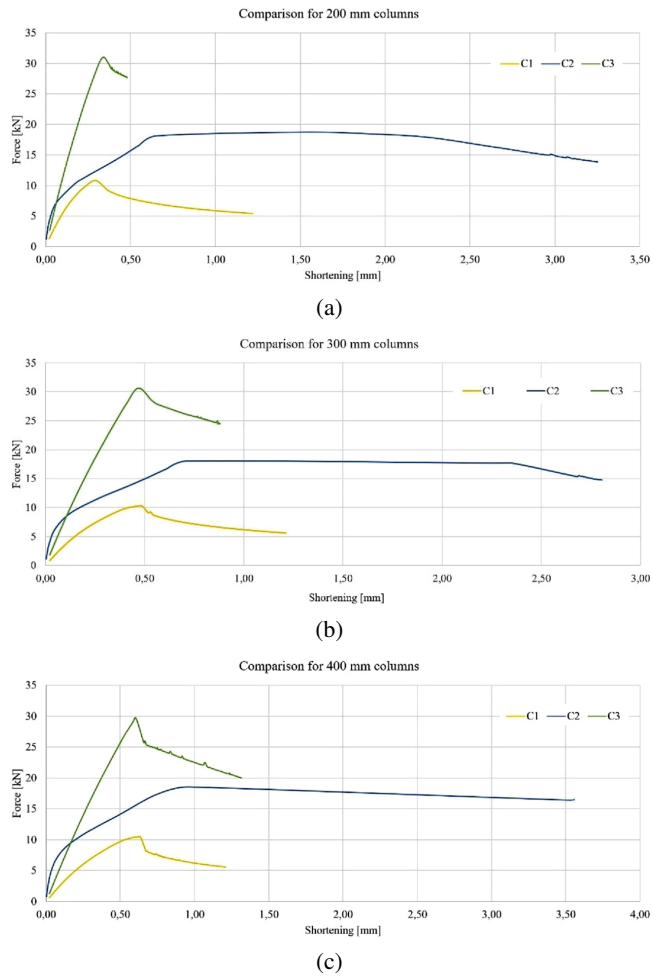 Comparison for 200 mm columns
35
30
25
20
15
10
5
0
Force [kN]
C1 C2 C3
0,00 0,50 1,00 1,50 2,00 2,50 3,00 3,50
Shortening [mm]
(a)
Comparison for 300 mm columns
35
30
25
20
15
10
5
0
Force [kN]
C1 C2 C3
0,00 0,50 1,00 1,50 2,00 2,50 3,00
Shortening [mm]
(b)
Comparison for 400 mm columns
35
30
25
20
15
10
5
0
Force [kN]
C1 C2 C3
0,00 0,50 1,00 1,50 2,00 2,50 3,00 3,50 4,00
Shortening [mm]
(c)